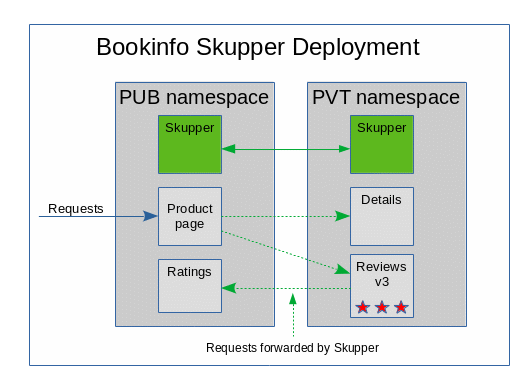 Bookinfo Skupper Deployment
PUB namespace
PVT namespace
Skupper
Skupper
Requests
Product
page
Details
Ratings
Reviews
v3
Requests forwarded by Skupper